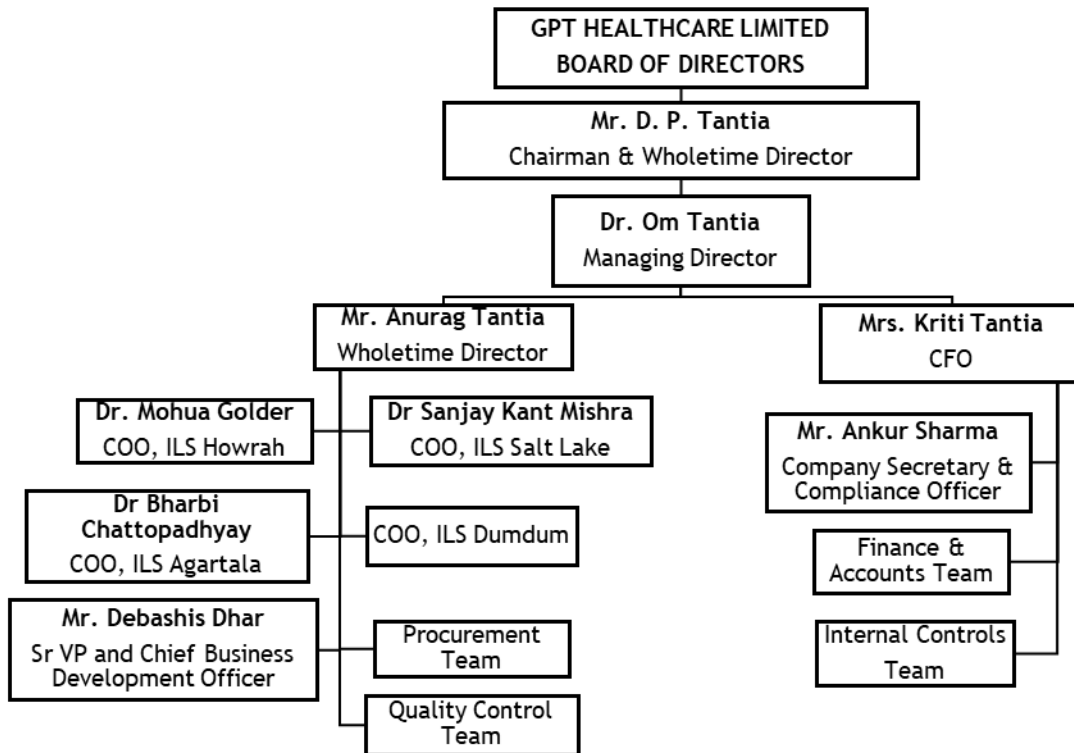 GPT HEALTHCARE LIMITED
BOARD OF DIRECTORS
Mr. D. P. Tantia
Chairman & Wholetime Director
Dr. Om Tantia
Managing Director
Mr. Anurag Tantia
Wholetime Director
Mrs. Kriti Tantia
CFO
Dr. Mohua Golder
COO, ILS Howrah
Dr Sanjay Kant Mishra
COO, ILS Salt Lake
Mr. Ankur Sharma
Company Secretary &
Compliance Officer
Dr Bharbi
Chattopadhyay
COO, ILS Agartala
COO, ILS Dumdum
Finance &
Accounts Team
Mr. Debashis Dhar
Sr VP and Chief Business
Development Officer
Procurement
Team
Internal Controls
Team
Quality Control
Team